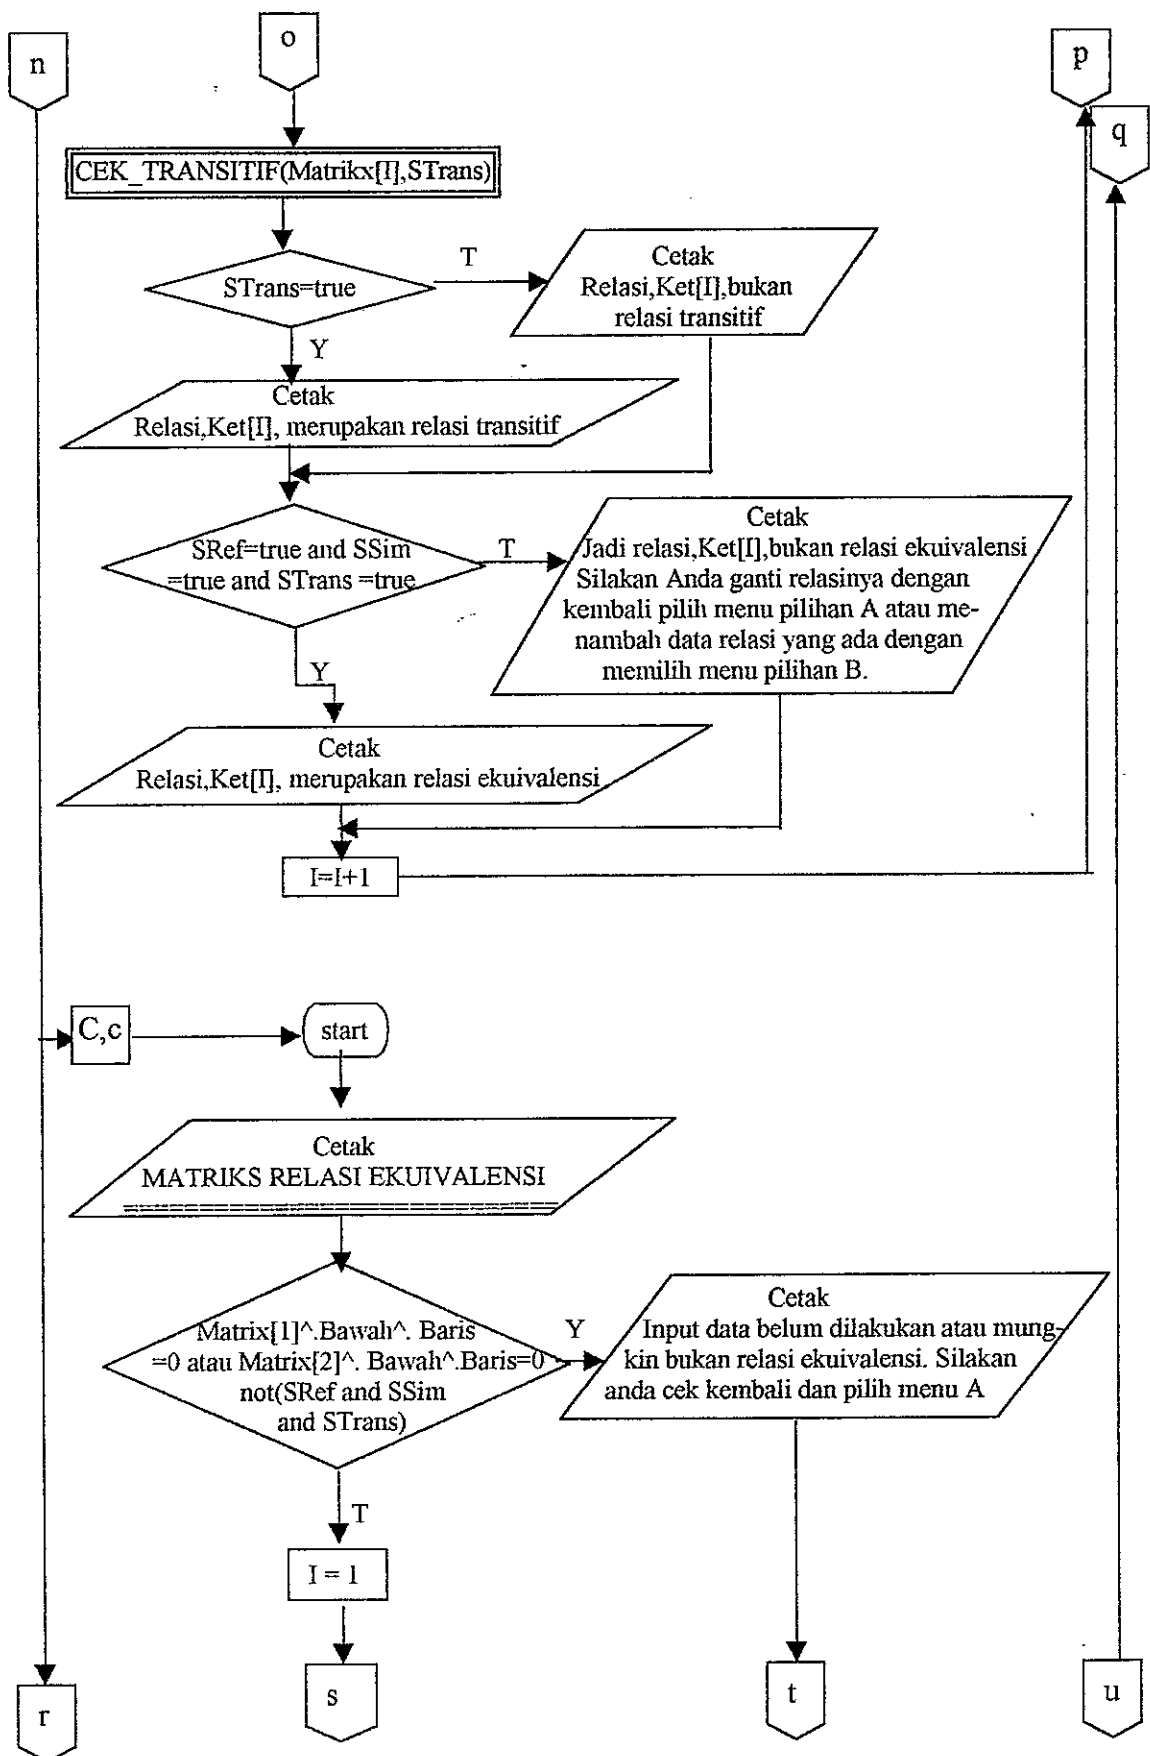 n
o
p
q
CEK_TRANSITIF(Matrikx[I],STrans)
STrans=true
T
Cetak
Relasi,Ket[I],bukan
relasi transitif
Y
Cetak
Relasi,Ket[I], merupakan relasi transitif
SRef=true and SSim
=true and STrans =true
T
Cetak
Jadi relasi,Ket[I],bukan relasi ekuivalensi
Silakan Anda ganti relasinya dengan
kembali pilih menu pilihan A atau me-
nambah data relasi yang ada dengan
memilih menu pilihan B.
Y
Cetak
Relasi,Ket[I], merupakan relasi ekuivalensi
I=I+1
C,c
start
Cetak
MATRIKS RELASI EKUIVALENSI
Matrix[1]^.Bawah^. Baris
=0 atau Matrix[2]^. Bawah^.Baris=0
not(SRef and SSim
and STrans)
Y
Cetak
Input data belum dilakukan atau mung-
kin bukan relasi ekuivalensi. Silakan
anda cek kembali dan pilih menu A
T
I = 1
r
s
t
u